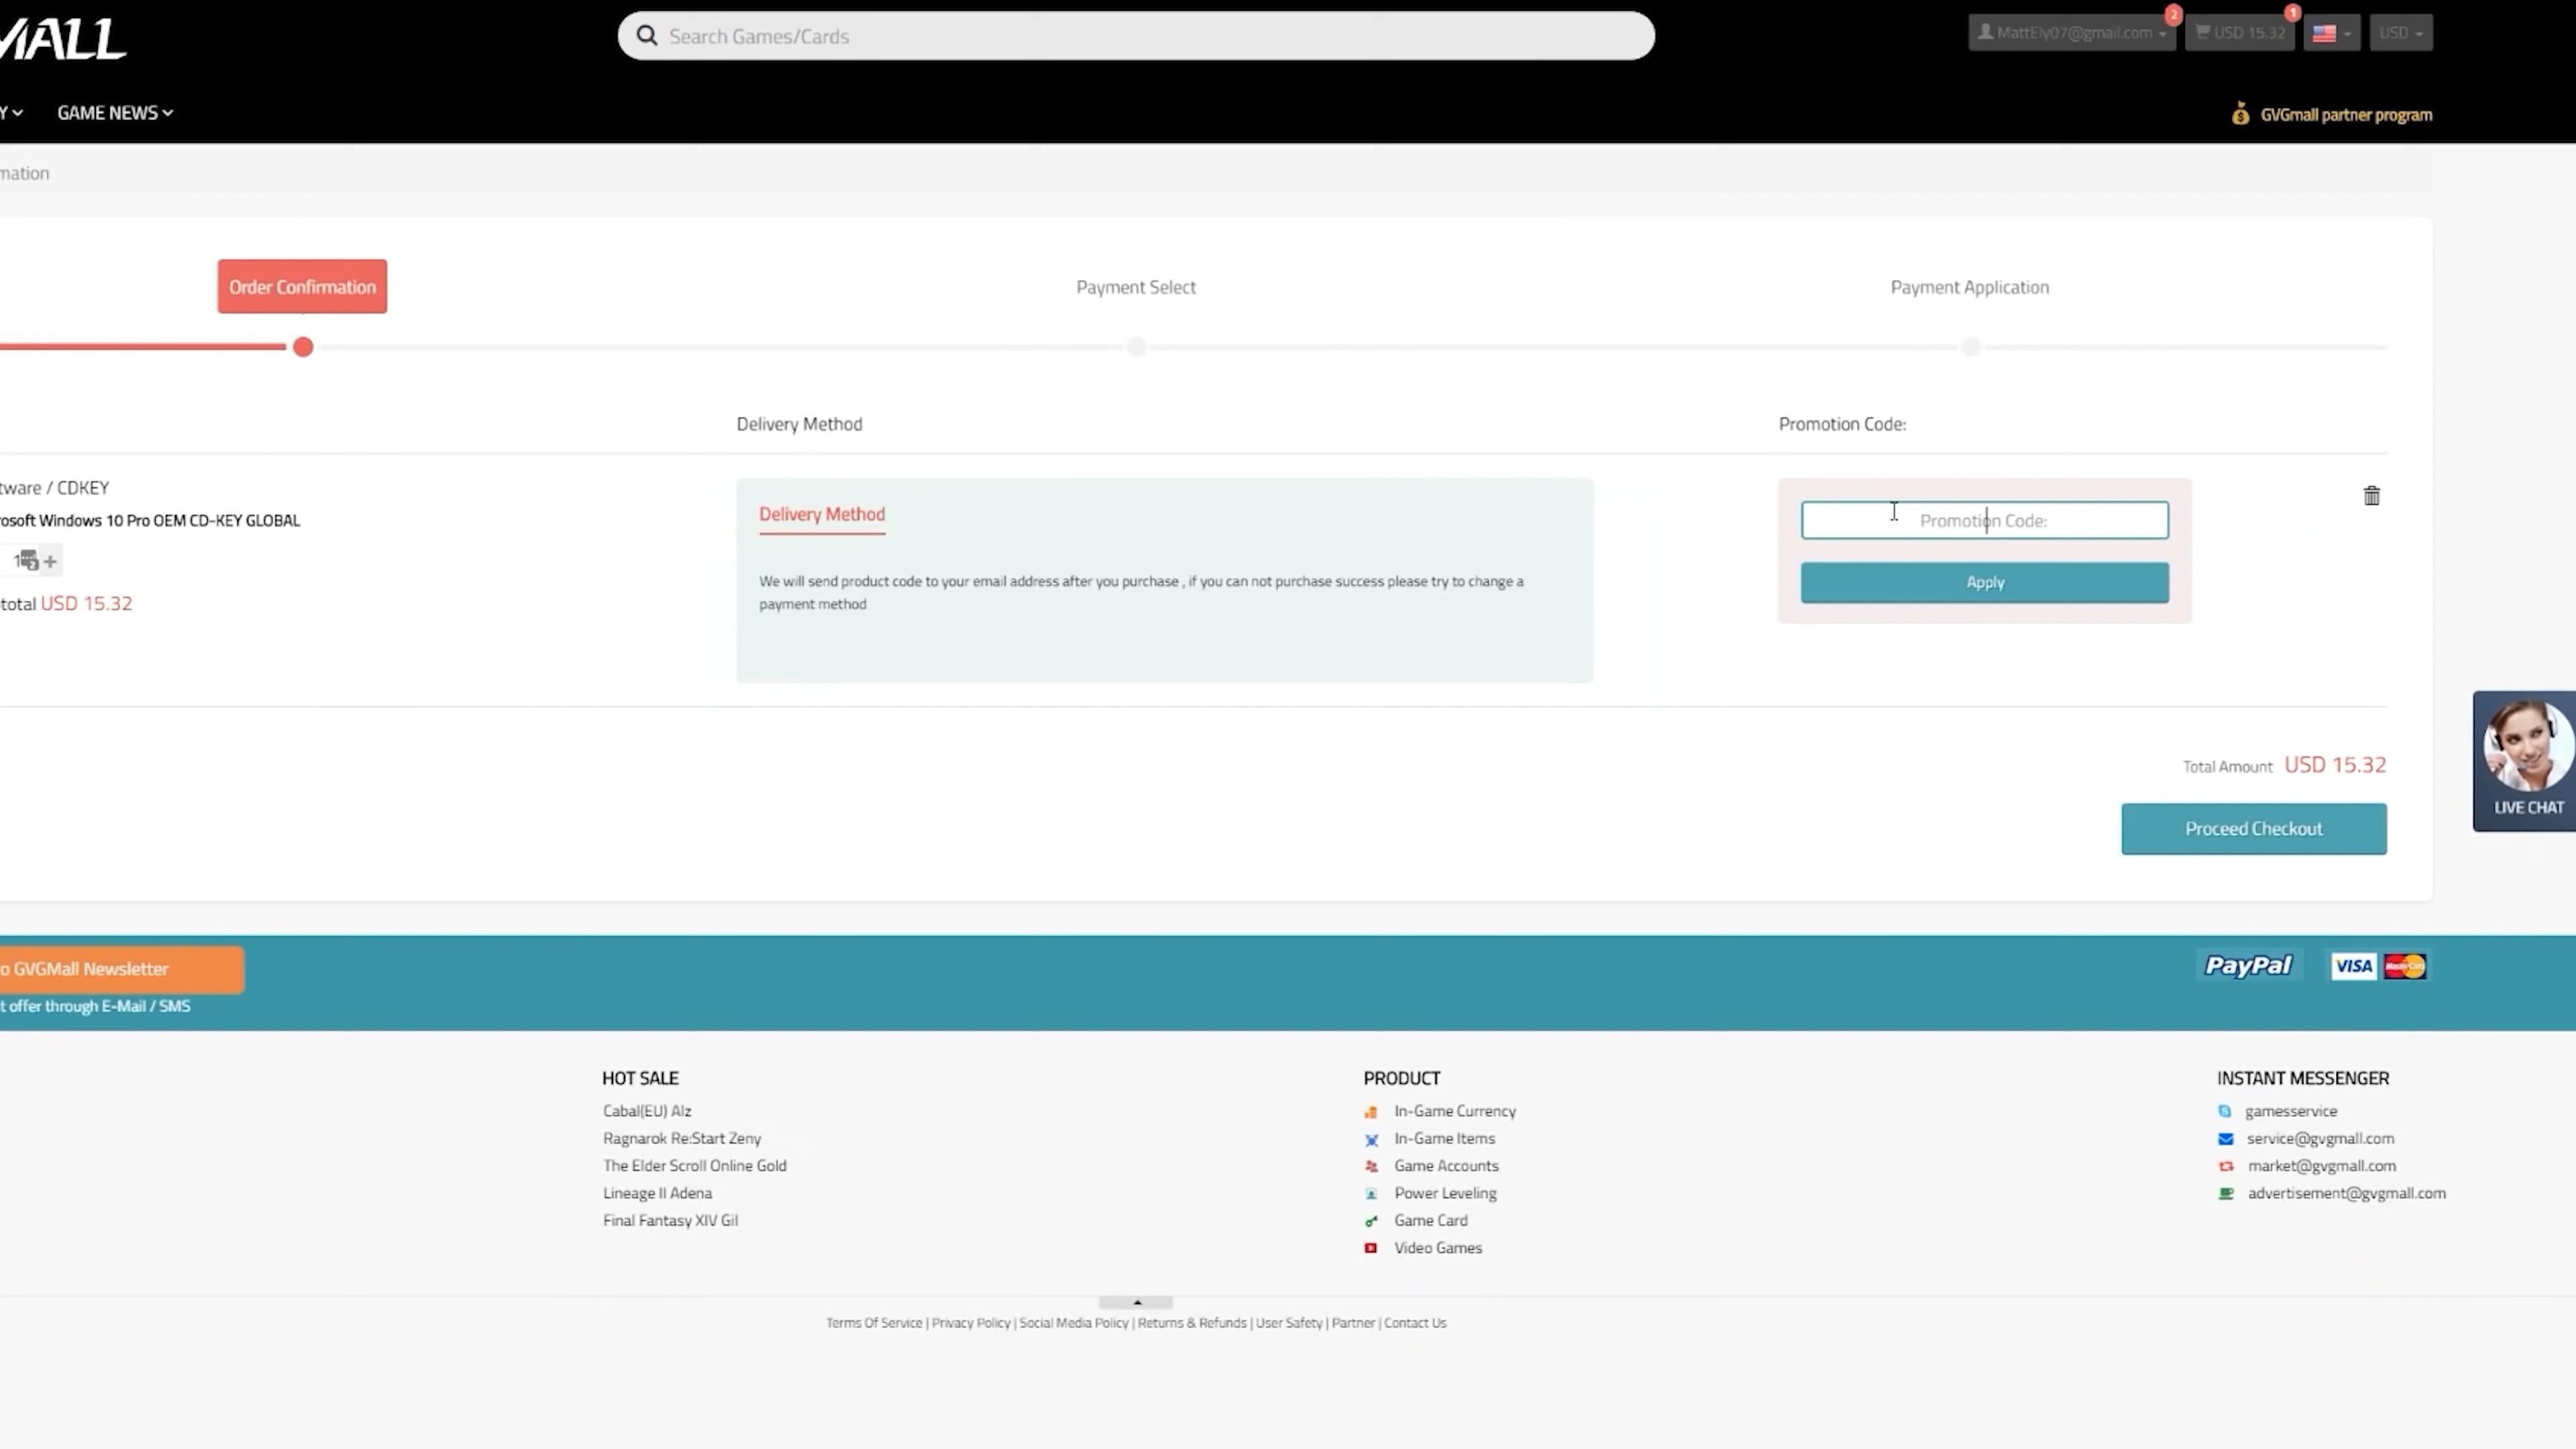 MALL
Search Games/Cards
MattEly07@gmail.com
2
USD 15.32
1
USD
Y
GAME NEWS
GVGmall partner program
mation
Order Confirmation
Payment Select
Payment Application
Delivery Method
Promotion Code:
tware / CDKEY
rosoft Windows 10 Pro OEM CD-KEY GLOBAL
1
+
total USD 15.32
Delivery Method
We will send product code to your email address after you purchase , if you can not purchase success please try to change a
payment method
Promotion Code:
Apply
Total Amount USD 15.32
Proceed Checkout
LIVE CHAT
o GVGMall Newsletter
t offer through E-Mail / SMS
PayPal
VISA
MasterCard
HOT SALE
Cabal(EU) Alz
Ragnarok Re:Start Zeny
The Elder Scroll Online Gold
Lineage II Adena
Final Fantasy XIV Gil
PRODUCT
In-Game Currency
In-Game Items
Game Accounts
Power Leveling
Game Card
Video Games
INSTANT MESSENGER
gamesservice
service@gvgmall.com
market@gvgmall.com
advertisement@gvgmall.com
Terms Of Service | Privacy Policy | Social Media Policy | Returns & Refunds | User Safety | Partner | Contact Us